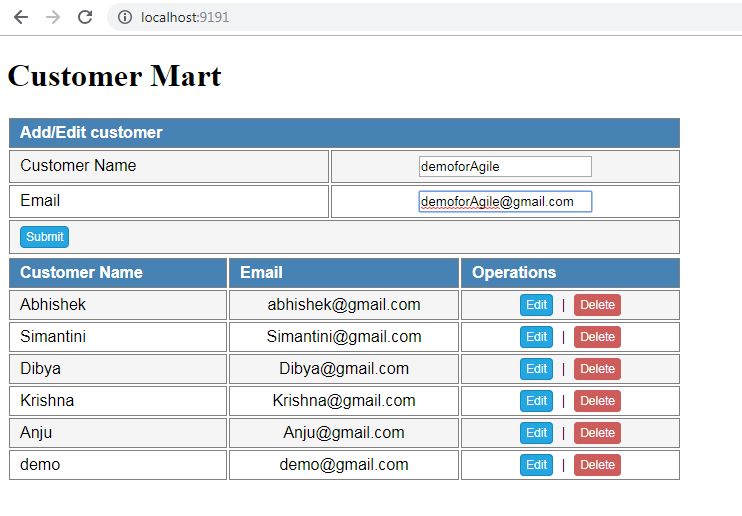 localhost:9191
Customer Mart
Add/Edit customer
Customer Name demoforAgile
Email demoforAgile@gmail.com
Submit
Customer Name Email Operations
Abhishek abhishek@gmail.com Edit | Delete
Simantini Simantini@gmail.com Edit | Delete
Dibya Dibya@gmail.com Edit | Delete
Krishna Krishna@gmail.com Edit | Delete
Anju Anju@gmail.com Edit | Delete
demo demo@gmail.com Edit | Delete